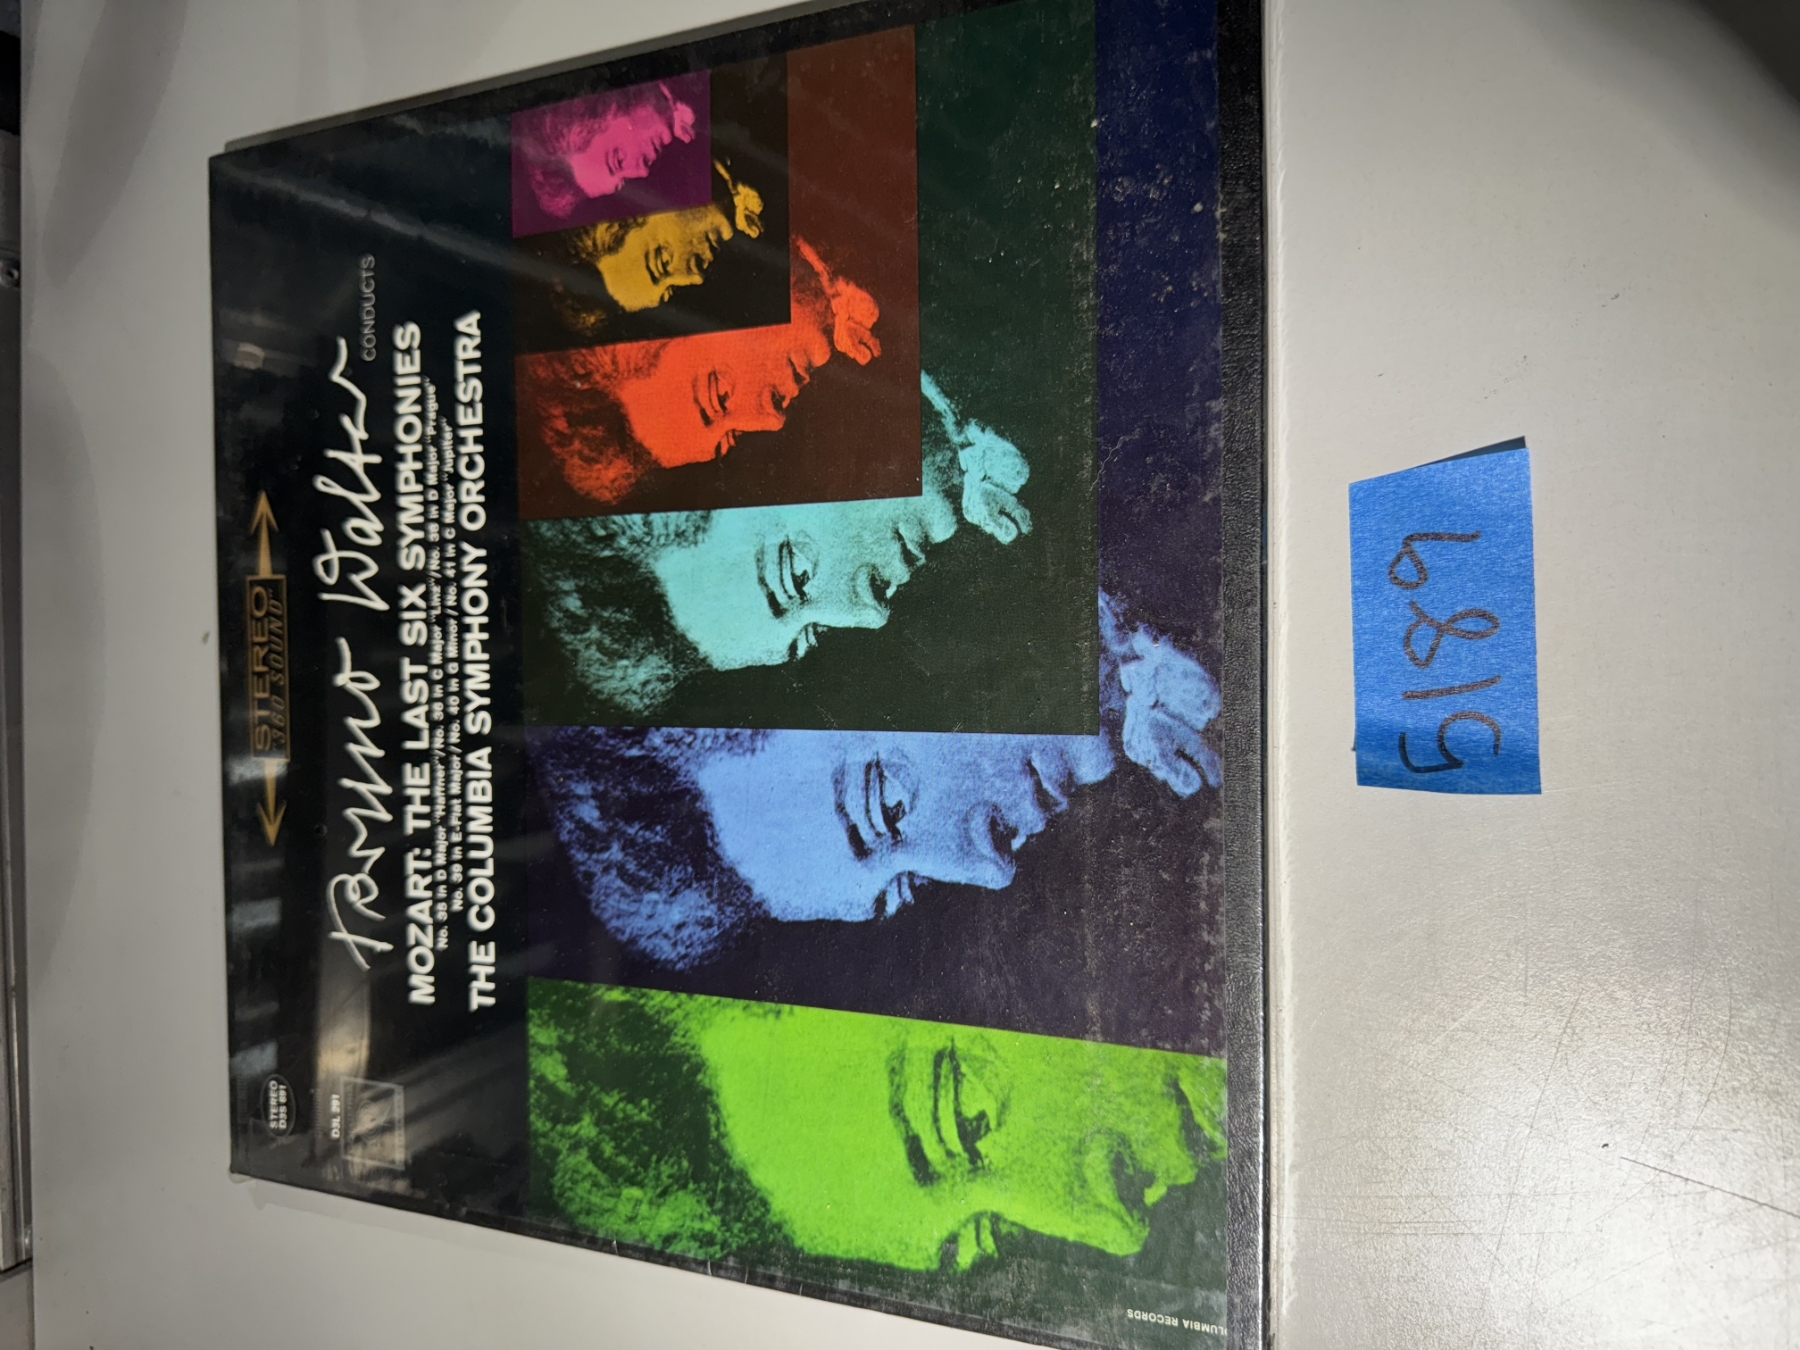 STEREO
360 SOUND
STEREO
D3S 691
D3L 291
Bruno Walter CONDUCTS
MOZART: THE LAST SIX SYMPHONIES
No. 35 in D Major "Haffner"/No. 36 in C Major "Linz"/No. 38 in D Major "Prague"
No. 39 in E-Flat Major/No. 40 in G Minor/No. 41 in C Major "Jupiter"
THE COLUMBIA SYMPHONY ORCHESTRA
LUMBIA RECORDS
5189